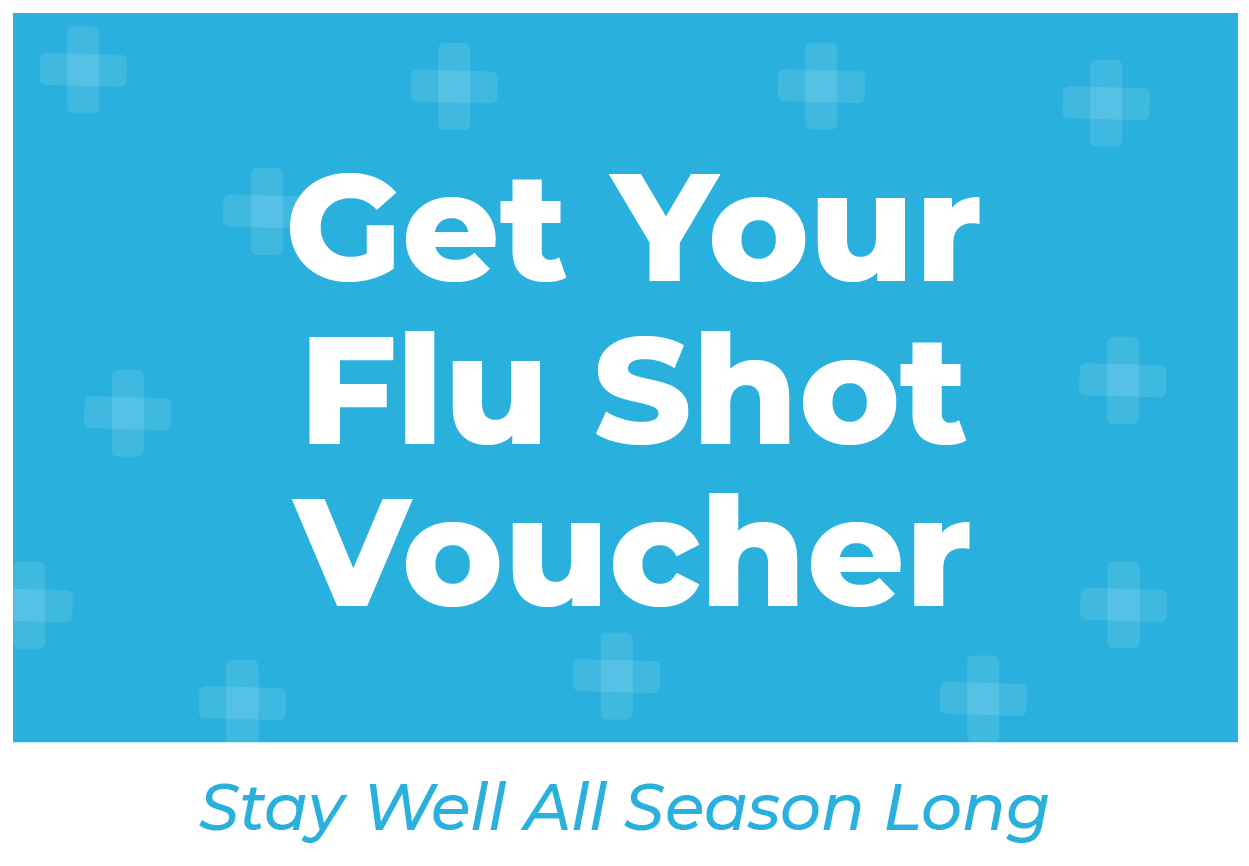 Get Your
Flu Shot
Voucher
Stay Well All Season Long